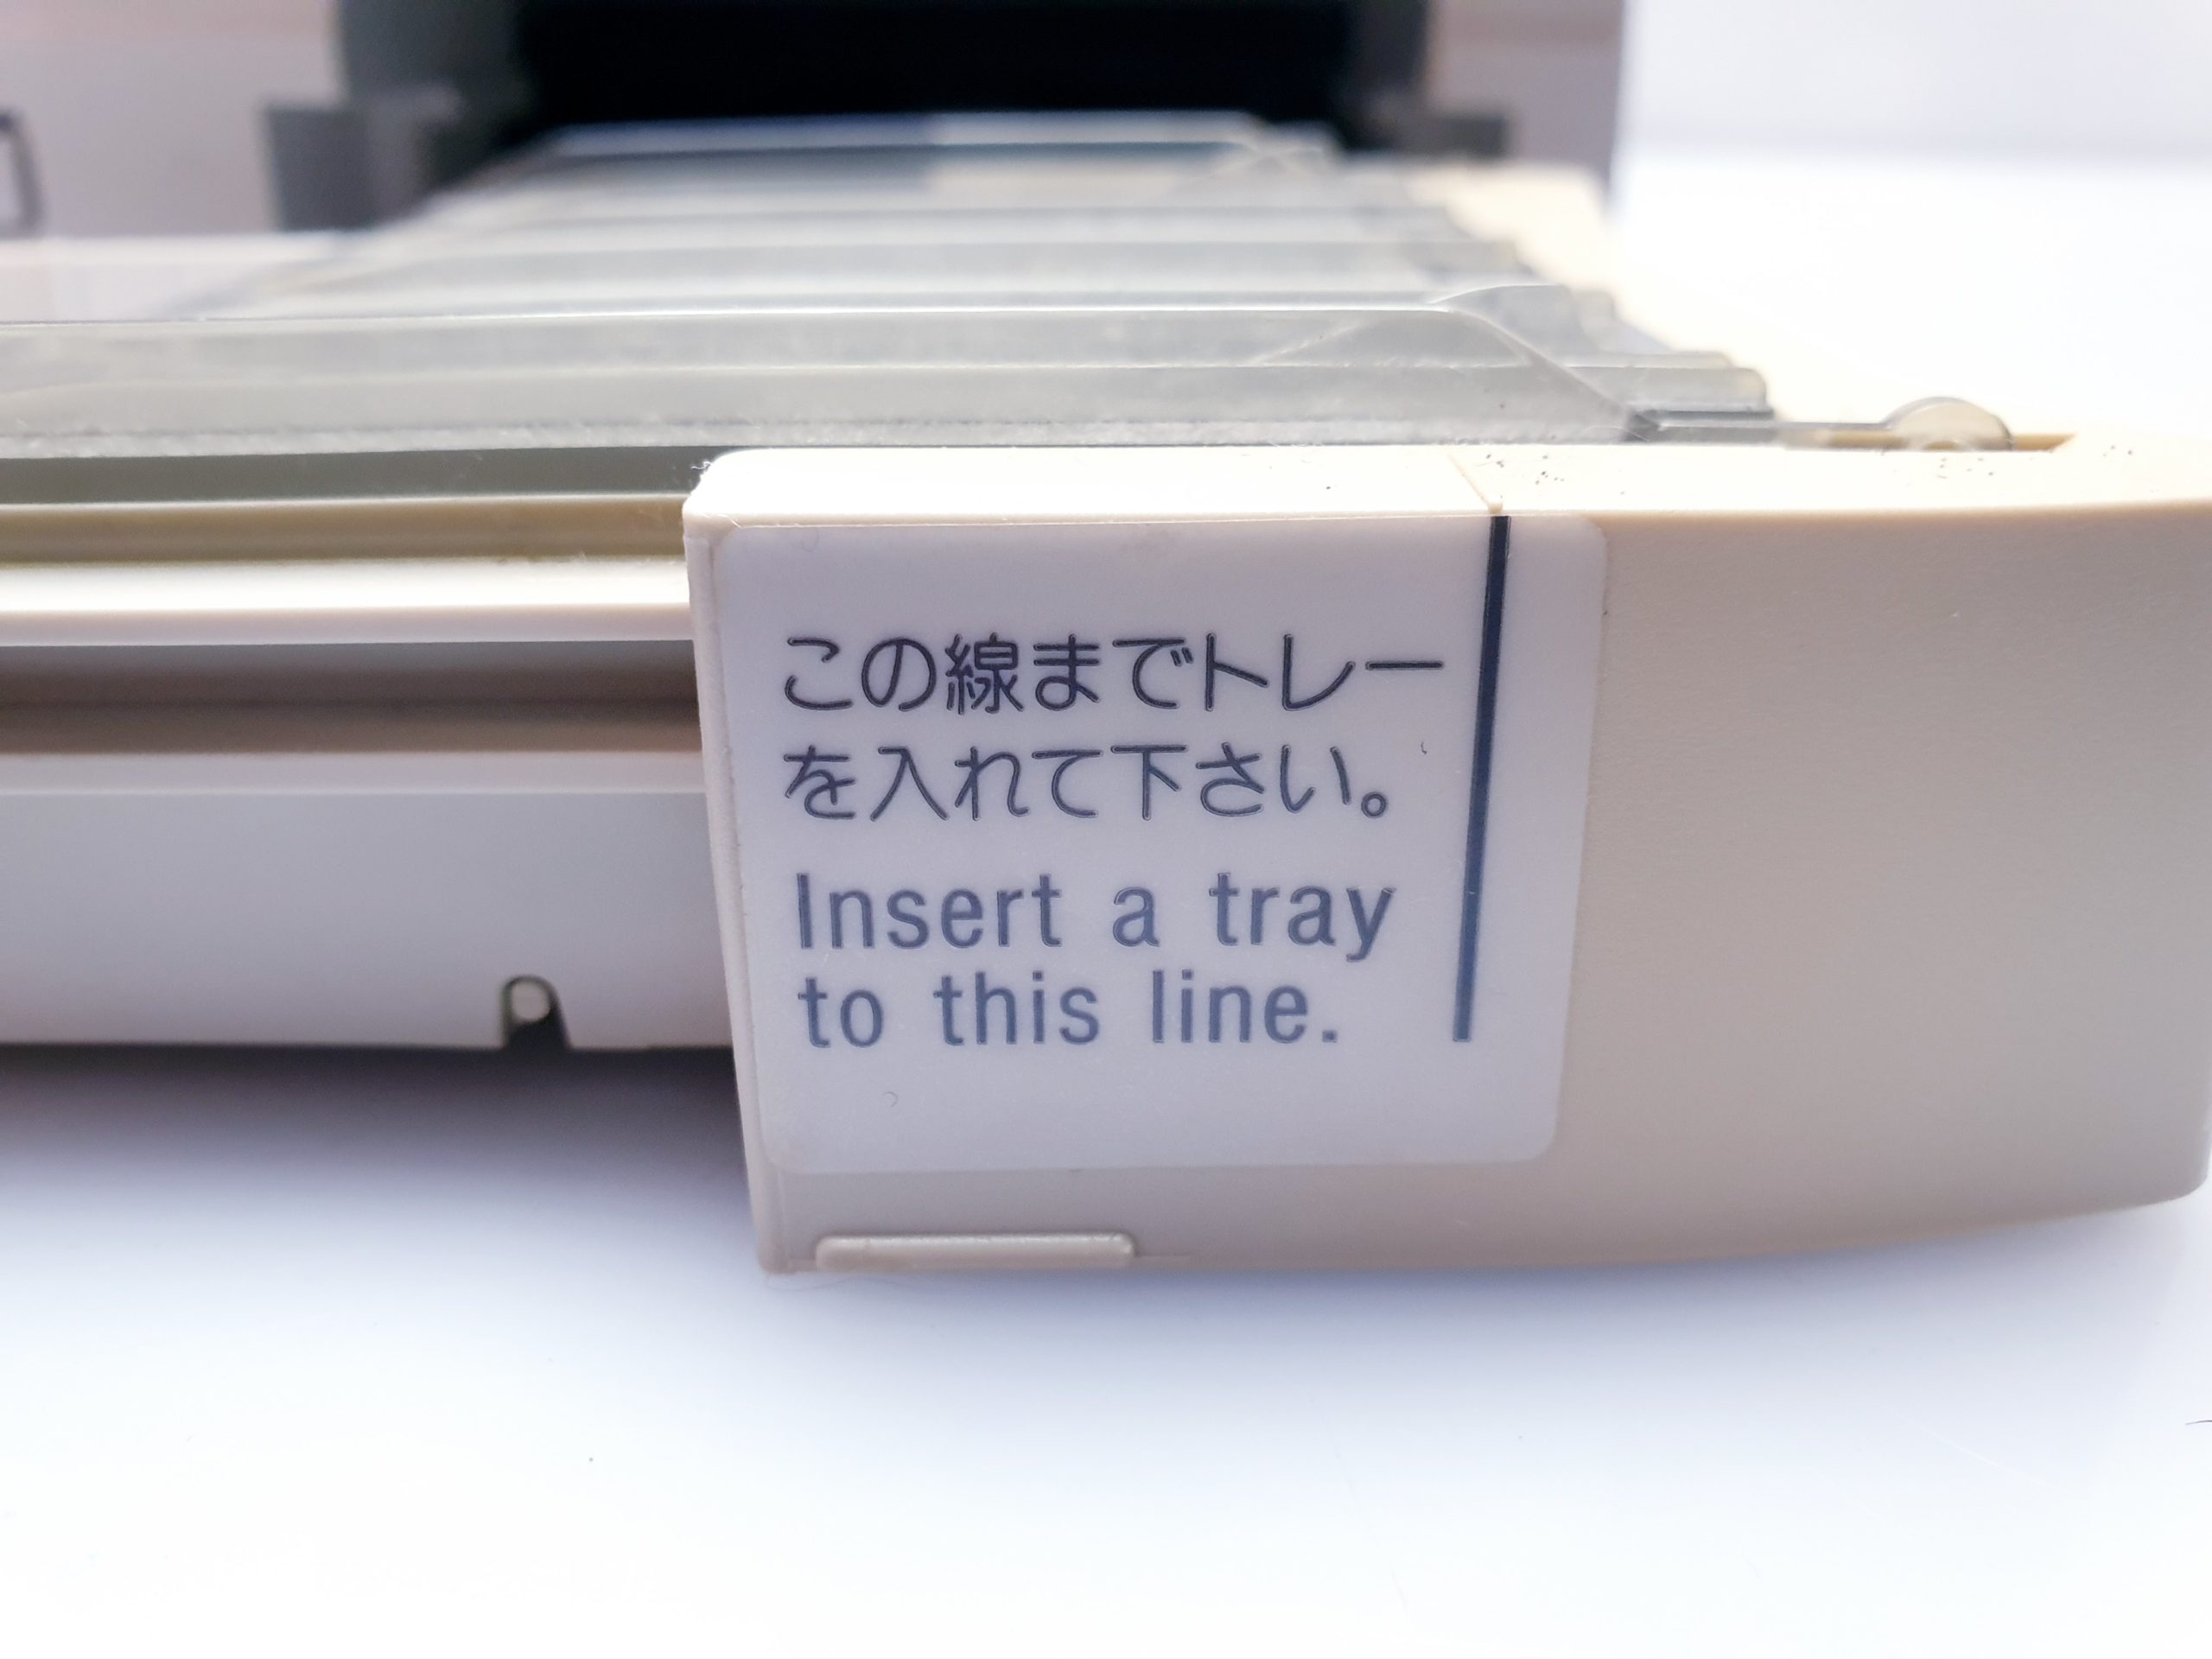 この線までトレー
を入れて下さい。
Insert a tray
to this line.